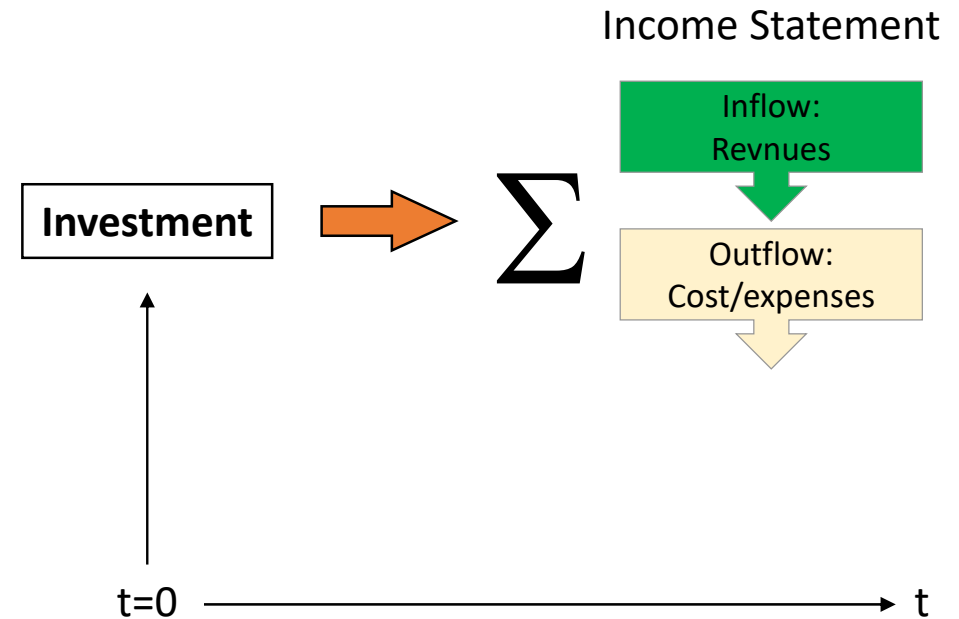 Income Statement
Inflow:
Revnues
Investment
∑
Outflow:
Cost/expenses
t=0
t